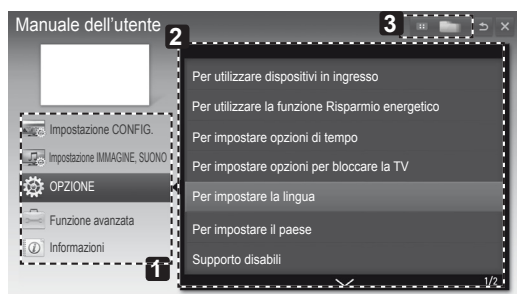 Manuale dell'utente
2
3
Impostazione CONFIG.
Impostazione IMMAGINE, SUONO
OPZIONE
Funzione avanzata
Informazioni
1
Per utilizzare dispositivi in ingresso
Per utilizzare la funzione Risparmio energetico
Per impostare opzioni di tempo
Per impostare opzioni per bloccare la TV
Per impostare la lingua
Per impostare il paese
Supporto disabili
1/2